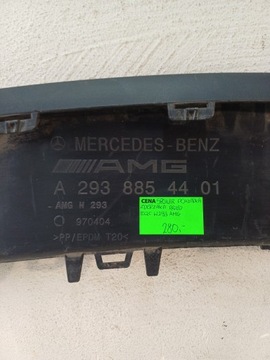 MERCEDES-BENZ
AMG
A 293 885 44 01
- AMG N 293
970404
>PP/EPDM T20<
CENA
280,-